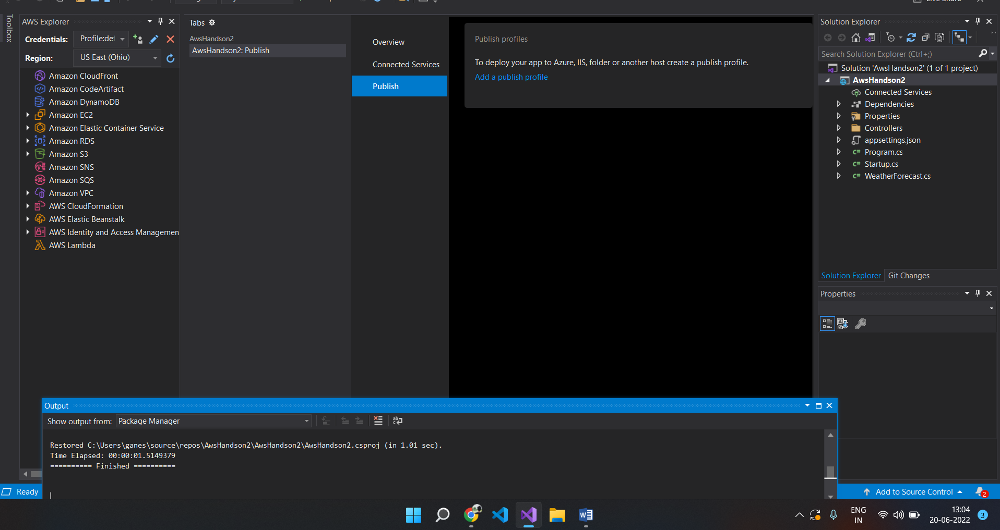 Toolbox
AWS Explorer
Credentials:
Profile:de
Region:
US East (Ohio)
Amazon CloudFront
Amazon CodeArtifact
Amazon DynamoDB
Amazon EC2
Amazon Elastic Container Service
Amazon RDS
Amazon S3
Amazon SNS
Amazon SQS
Amazon VPC
AWS CloudFormation
AWS Elastic Beanstalk
AWS Identity and Access Managemen
AWS Lambda
Tabs
AwsHandson2
AwsHandson2: Publish
Overview
Connected Services
Publish
Publish profiles
To deploy your app to Azure, IIS, folder or another host create a publish profile.
Add a publish profile
Live Share
Solution Explorer
Search Solution Explorer (Ctrl+;)
Solution 'AwsHandson2' (1 of 1 project)
AwsHandson2
Connected Services
Dependencies
Properties
Controllers
appsettings.json
C# Program.cs
C# Startup.cs
C# WeatherForecast.cs
Solution Explorer
Git Changes
Properties
Output
Show output from:
Package Manager
Restored C:\Users\ganes\source\repos\AwsHandson2\AwsHandson2\AwsHandson2.csproj (in 1.01 sec).
Time Elapsed: 00:00:01.5149379
========== Finished ==========
Ready
Add to Source Control
2
ENG
IN
13:04
20-06-2022
3